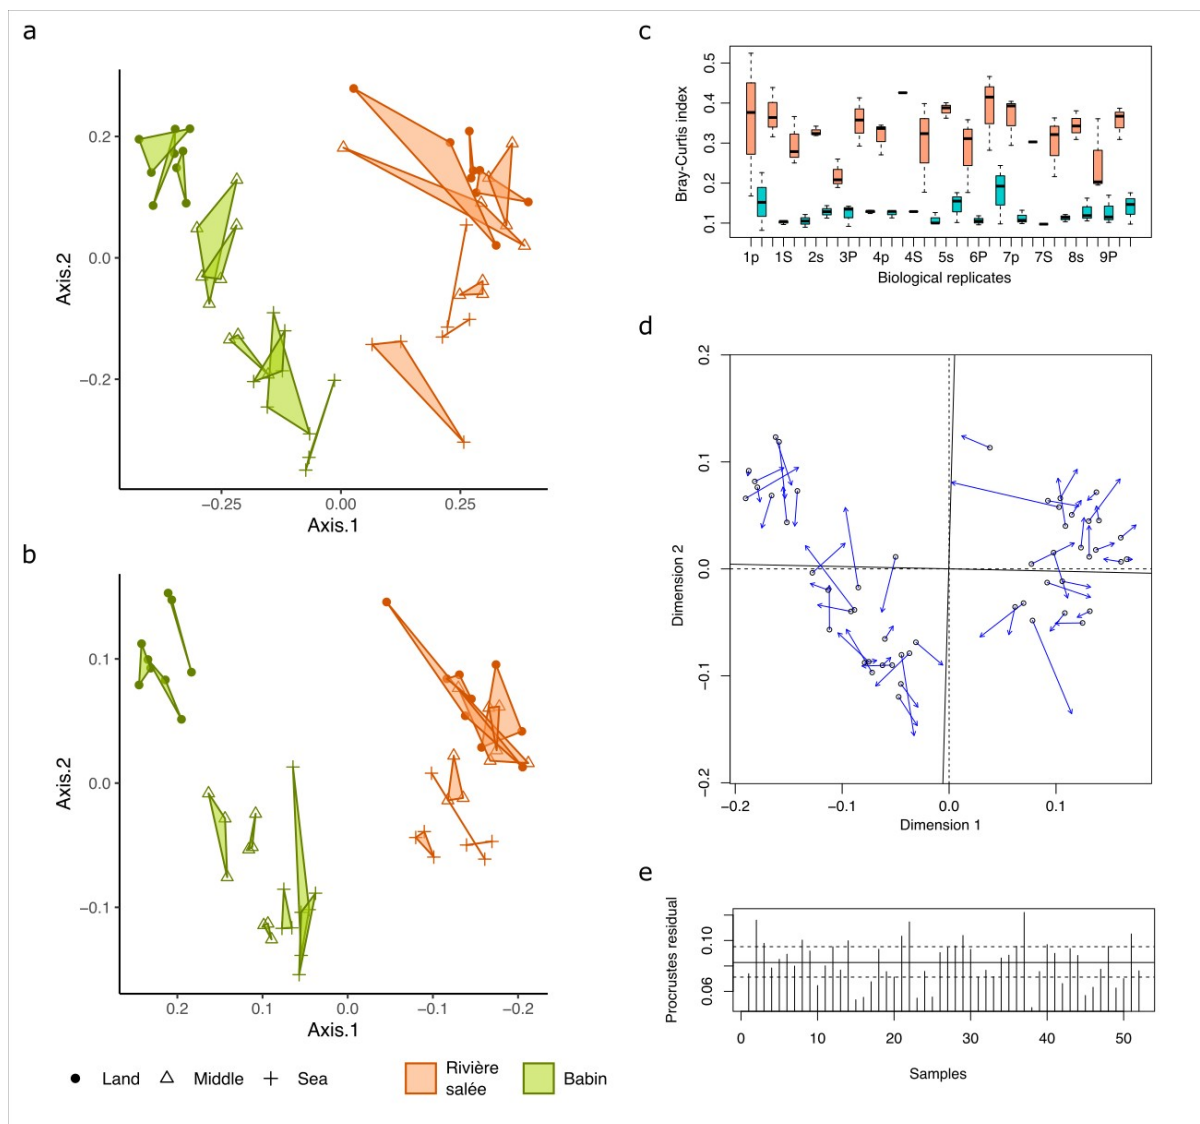 a
0.2
0.0
−0.2
Axis.2
−0.25
0.00
0.25
Axis.1
b
0.1
0.0
−0.1
Axis.2
0.2
0.1
0.0
−0.1
−0.2
Axis.1
Land
Middle
Sea
Rivière
salée
Babin
c
0.5
0.4
0.3
0.2
0.1
Bray-Curtis index
1p 1S 2s 3P 4p 4S 5s 6P 7p 7S 8s 9P
Biological replicates
d
0.2
0.1
0.0
−0.1
−0.2
Dimension 2
−0.2
−0.1
0.0
0.1
Dimension 1
e
0.10
0.06
Procrustes residual
0 10 20 30 40 50
Samples